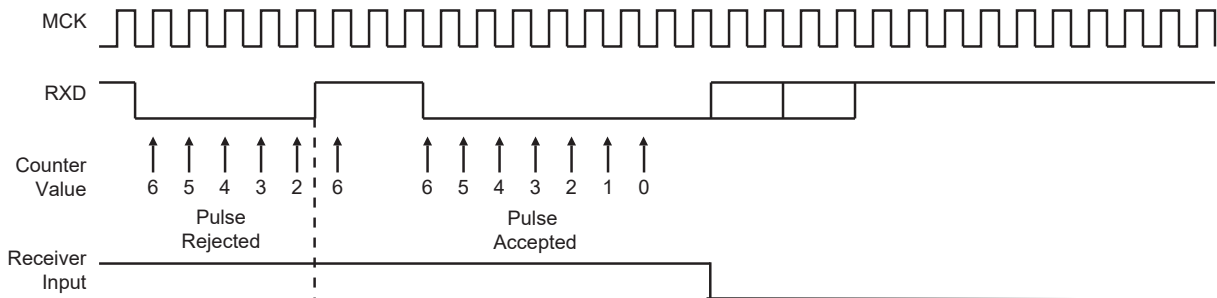 MCK
RXD
Counter
Value
6 5 4 3 2 6 6 5 4 3 2 1 0
Pulse
Rejected
Pulse
Accepted
Receiver
Input